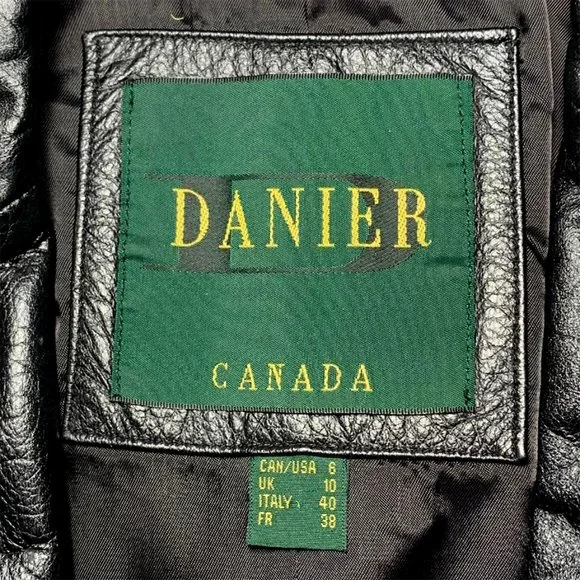 DANIER
CANADA
CAN/USA 6
UK 10
ITALY 40
FR 38